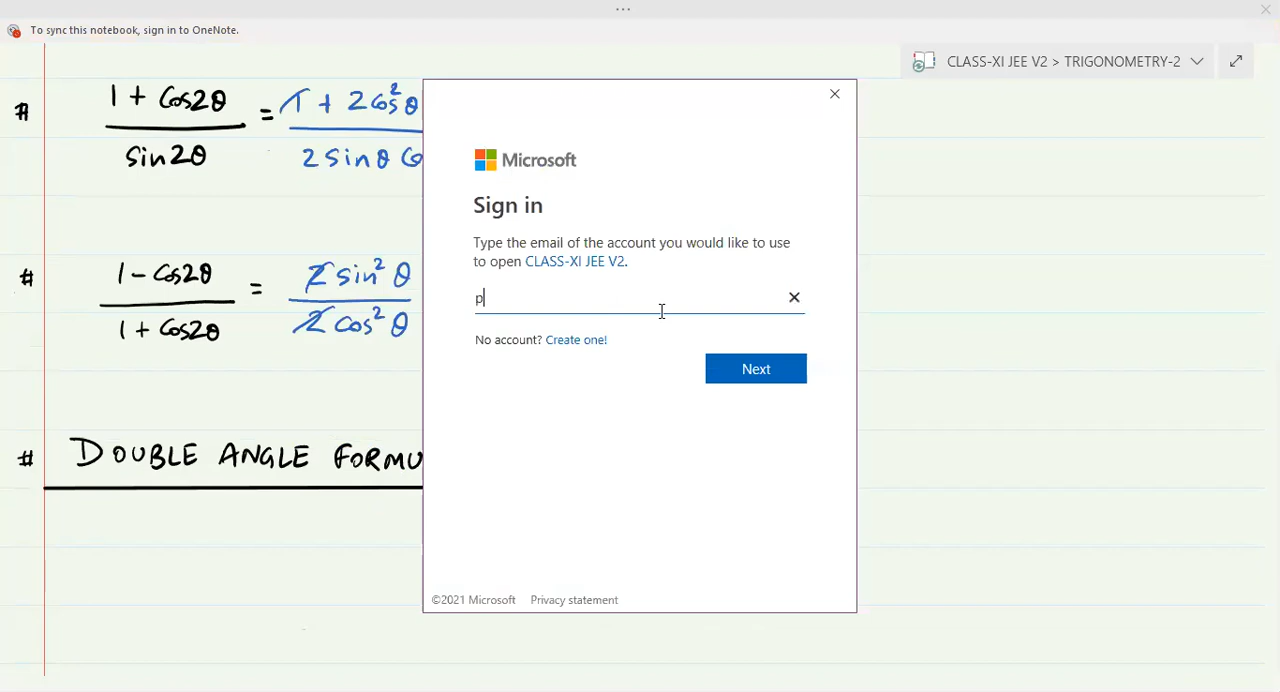 ...
To sync this notebook, sign in to OneNote.
CLASS-XI JEE V2 > TRIGONOMETRY-2
# 1 + Cos2θ / sin2θ = 1 + 2Cos²θ / 2 sinθ Co
Microsoft
Sign in
Type the email of the account you would like to use
to open CLASS-XI JEE V2.
p
No account? Create one!
Next
# 1 - Cos2θ / 1 + Cos2θ = 2 sin²θ / 2 Cos²θ
# DOUBLE ANGLE FORMU
©2021 Microsoft Privacy statement